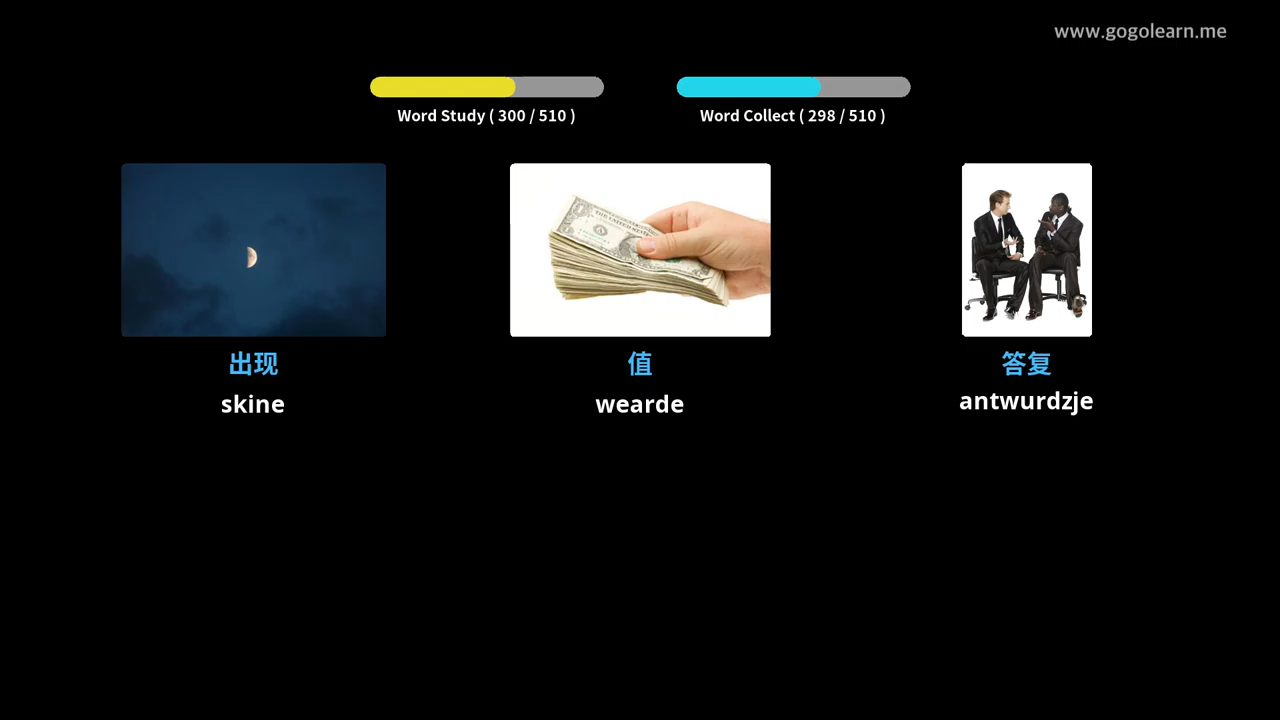 www.gogolearn.me
Word Study ( 300 / 510 )
Word Collect ( 298 / 510 )
出现
值
答复
skine
wearde
antwurdzje